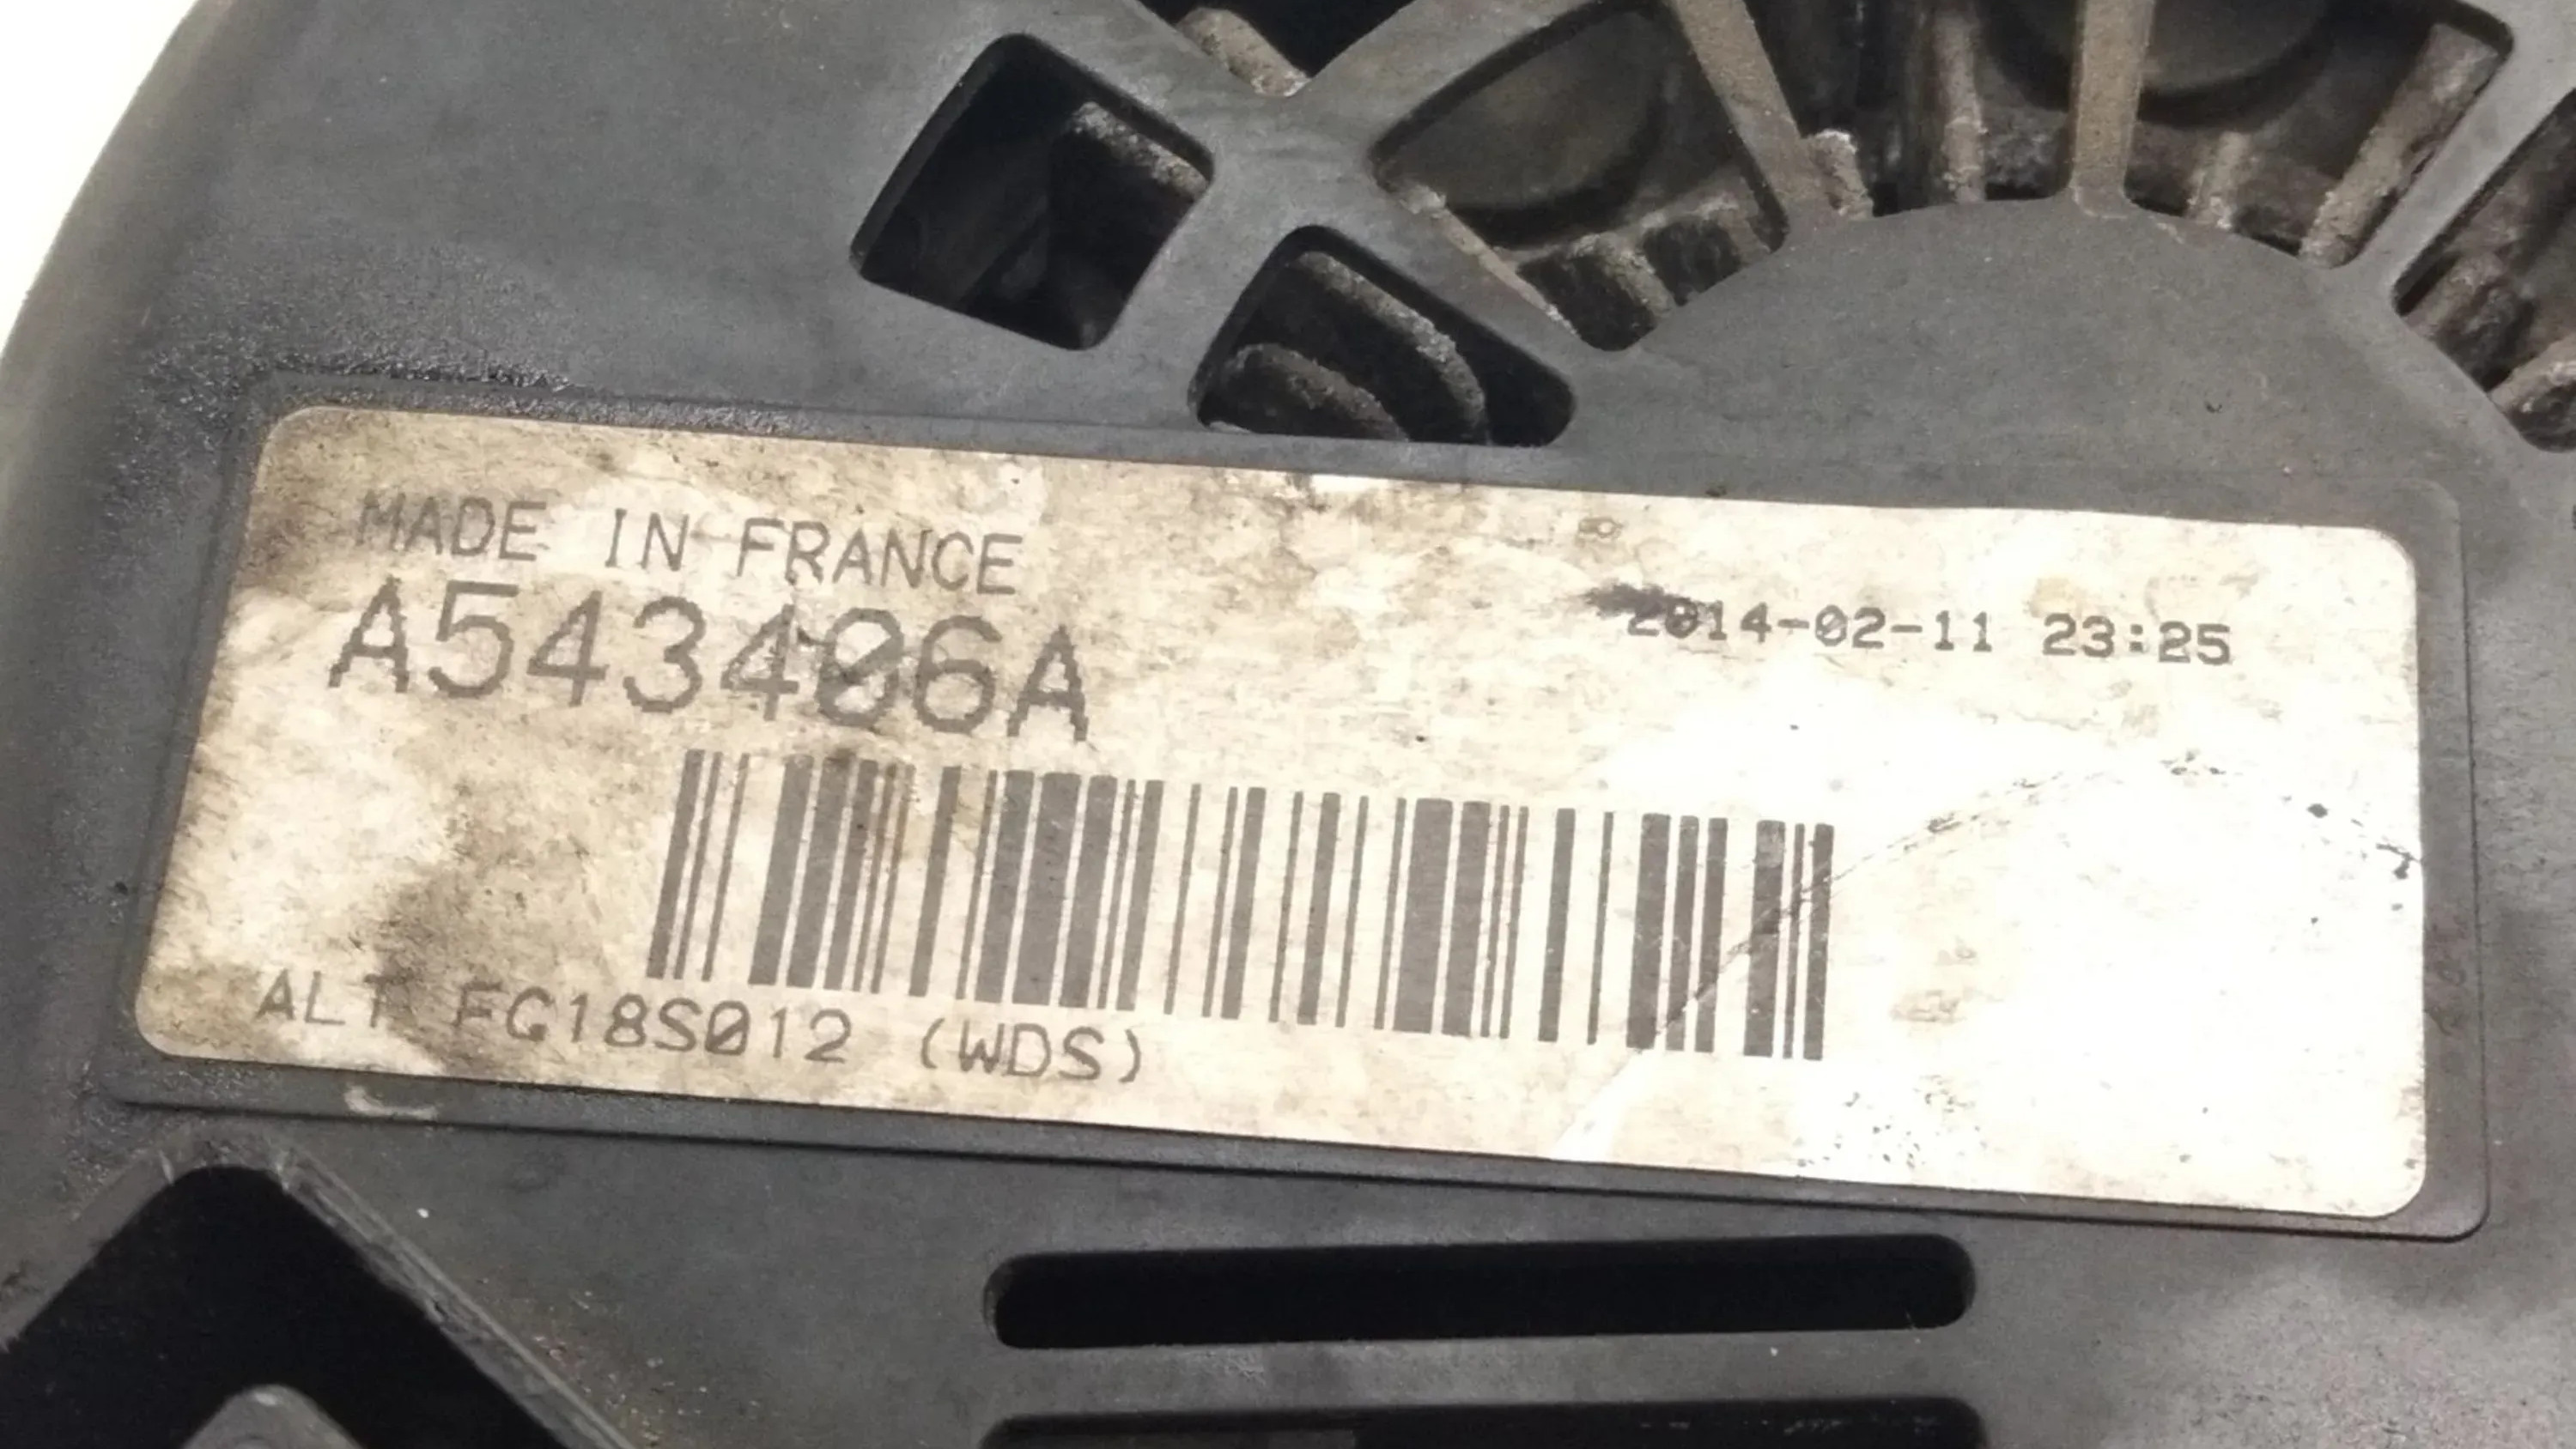 MADE IN FRANCE
A543406A
2014-02-11 23:25
ALT FG18S012 (WDS)